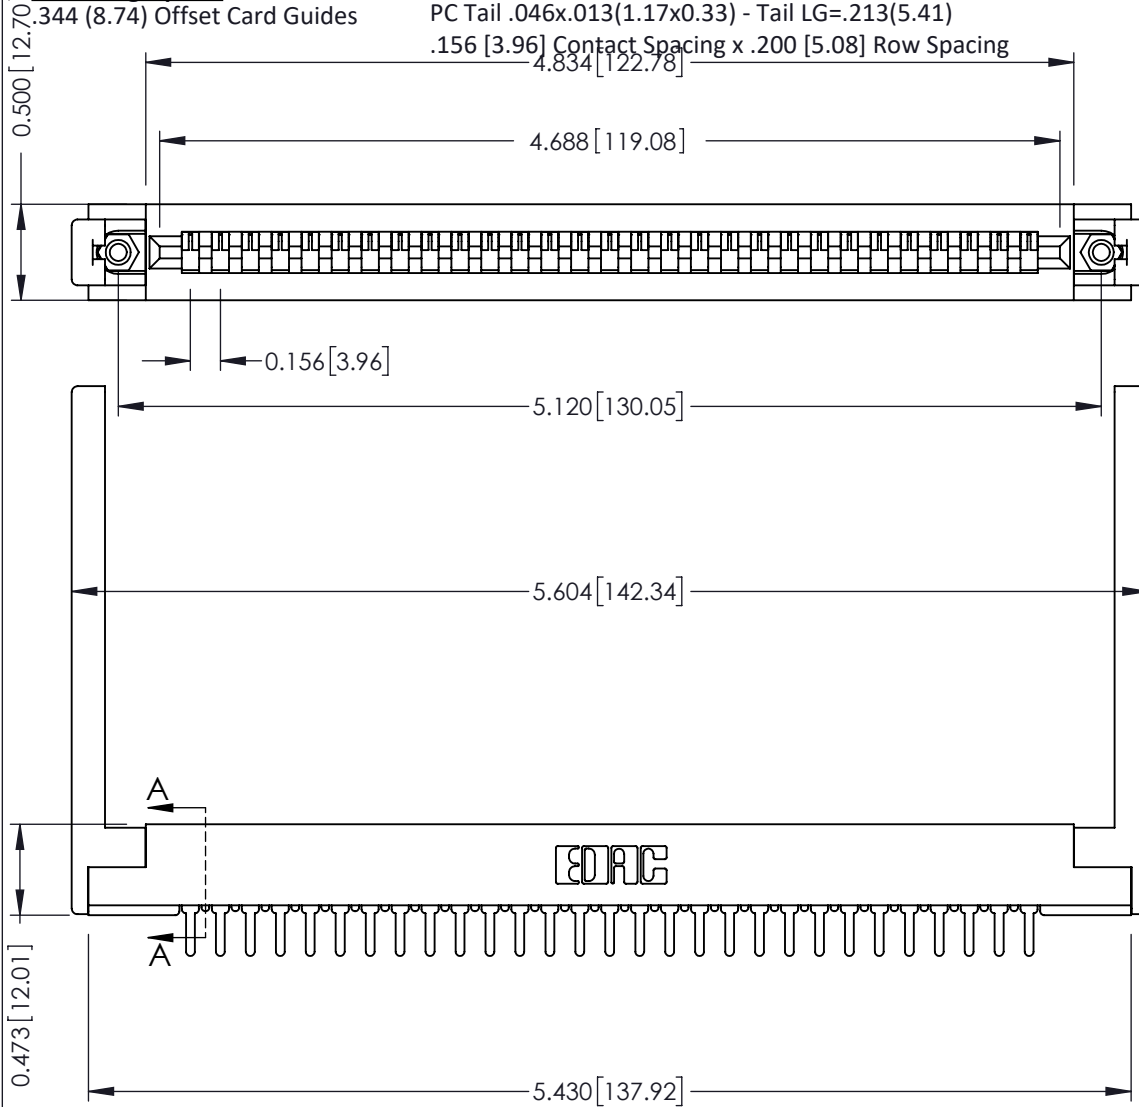 .344 (8.74) Offset Card Guides
PC Tail .046x.013(1.17x0.33) - Tail LG=.213(5.41)
.156 [3.96] Contact Spacing x .200 [5.08] Row Spacing
0.500 [12.70
4.834 [122.78]
4.688 [119.08]
0.156 [3.96]
5.120 [130.05]
5.604 [142.34]
A
EDAC
A
0.473 [12.01]
5.430 [137.92]